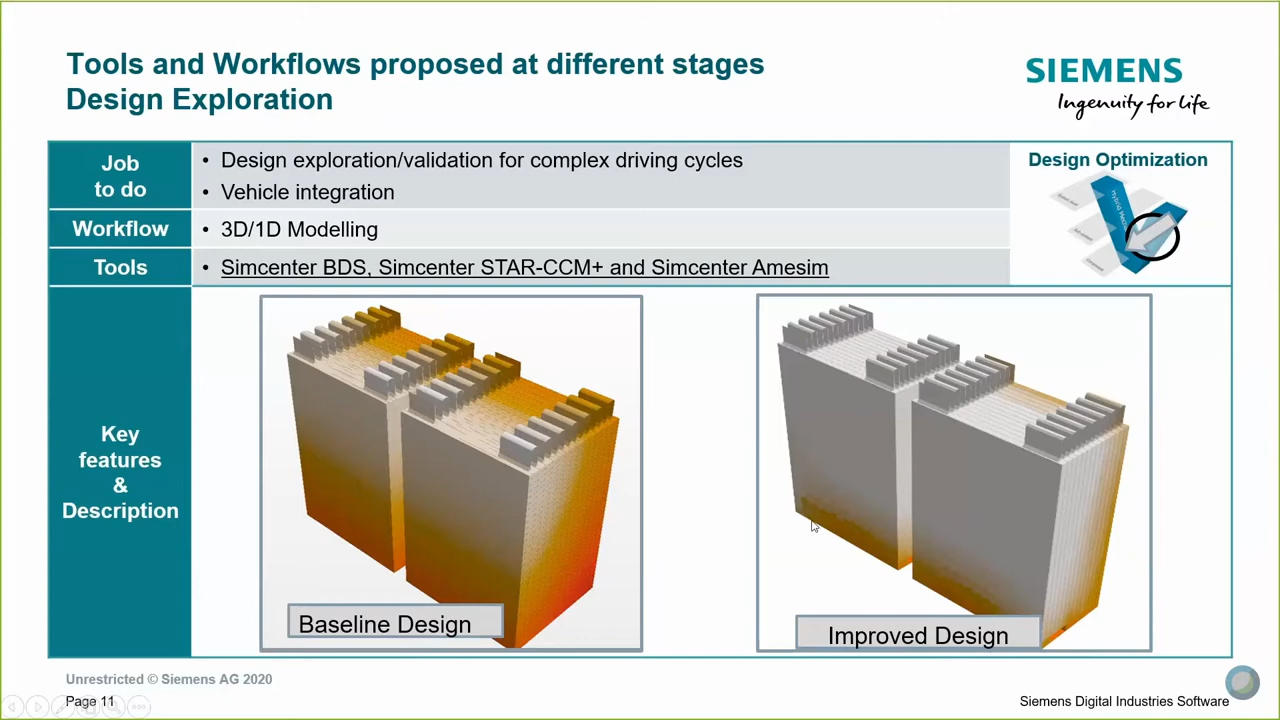 Tools and Workflows proposed at different stages
Design Exploration
SIEMENS
Ingenuity for life
Job
to do
• Design exploration/validation for complex driving cycles
• Vehicle integration
Design Optimization
Workflow
• 3D/1D Modelling
Tools
• Simcenter BDS, Simcenter STAR-CCM+ and Simcenter Amesim
Key
features
&
Description
Baseline Design
Improved Design
Unrestricted © Siemens AG 2020
Page 11
Siemens Digital Industries Software